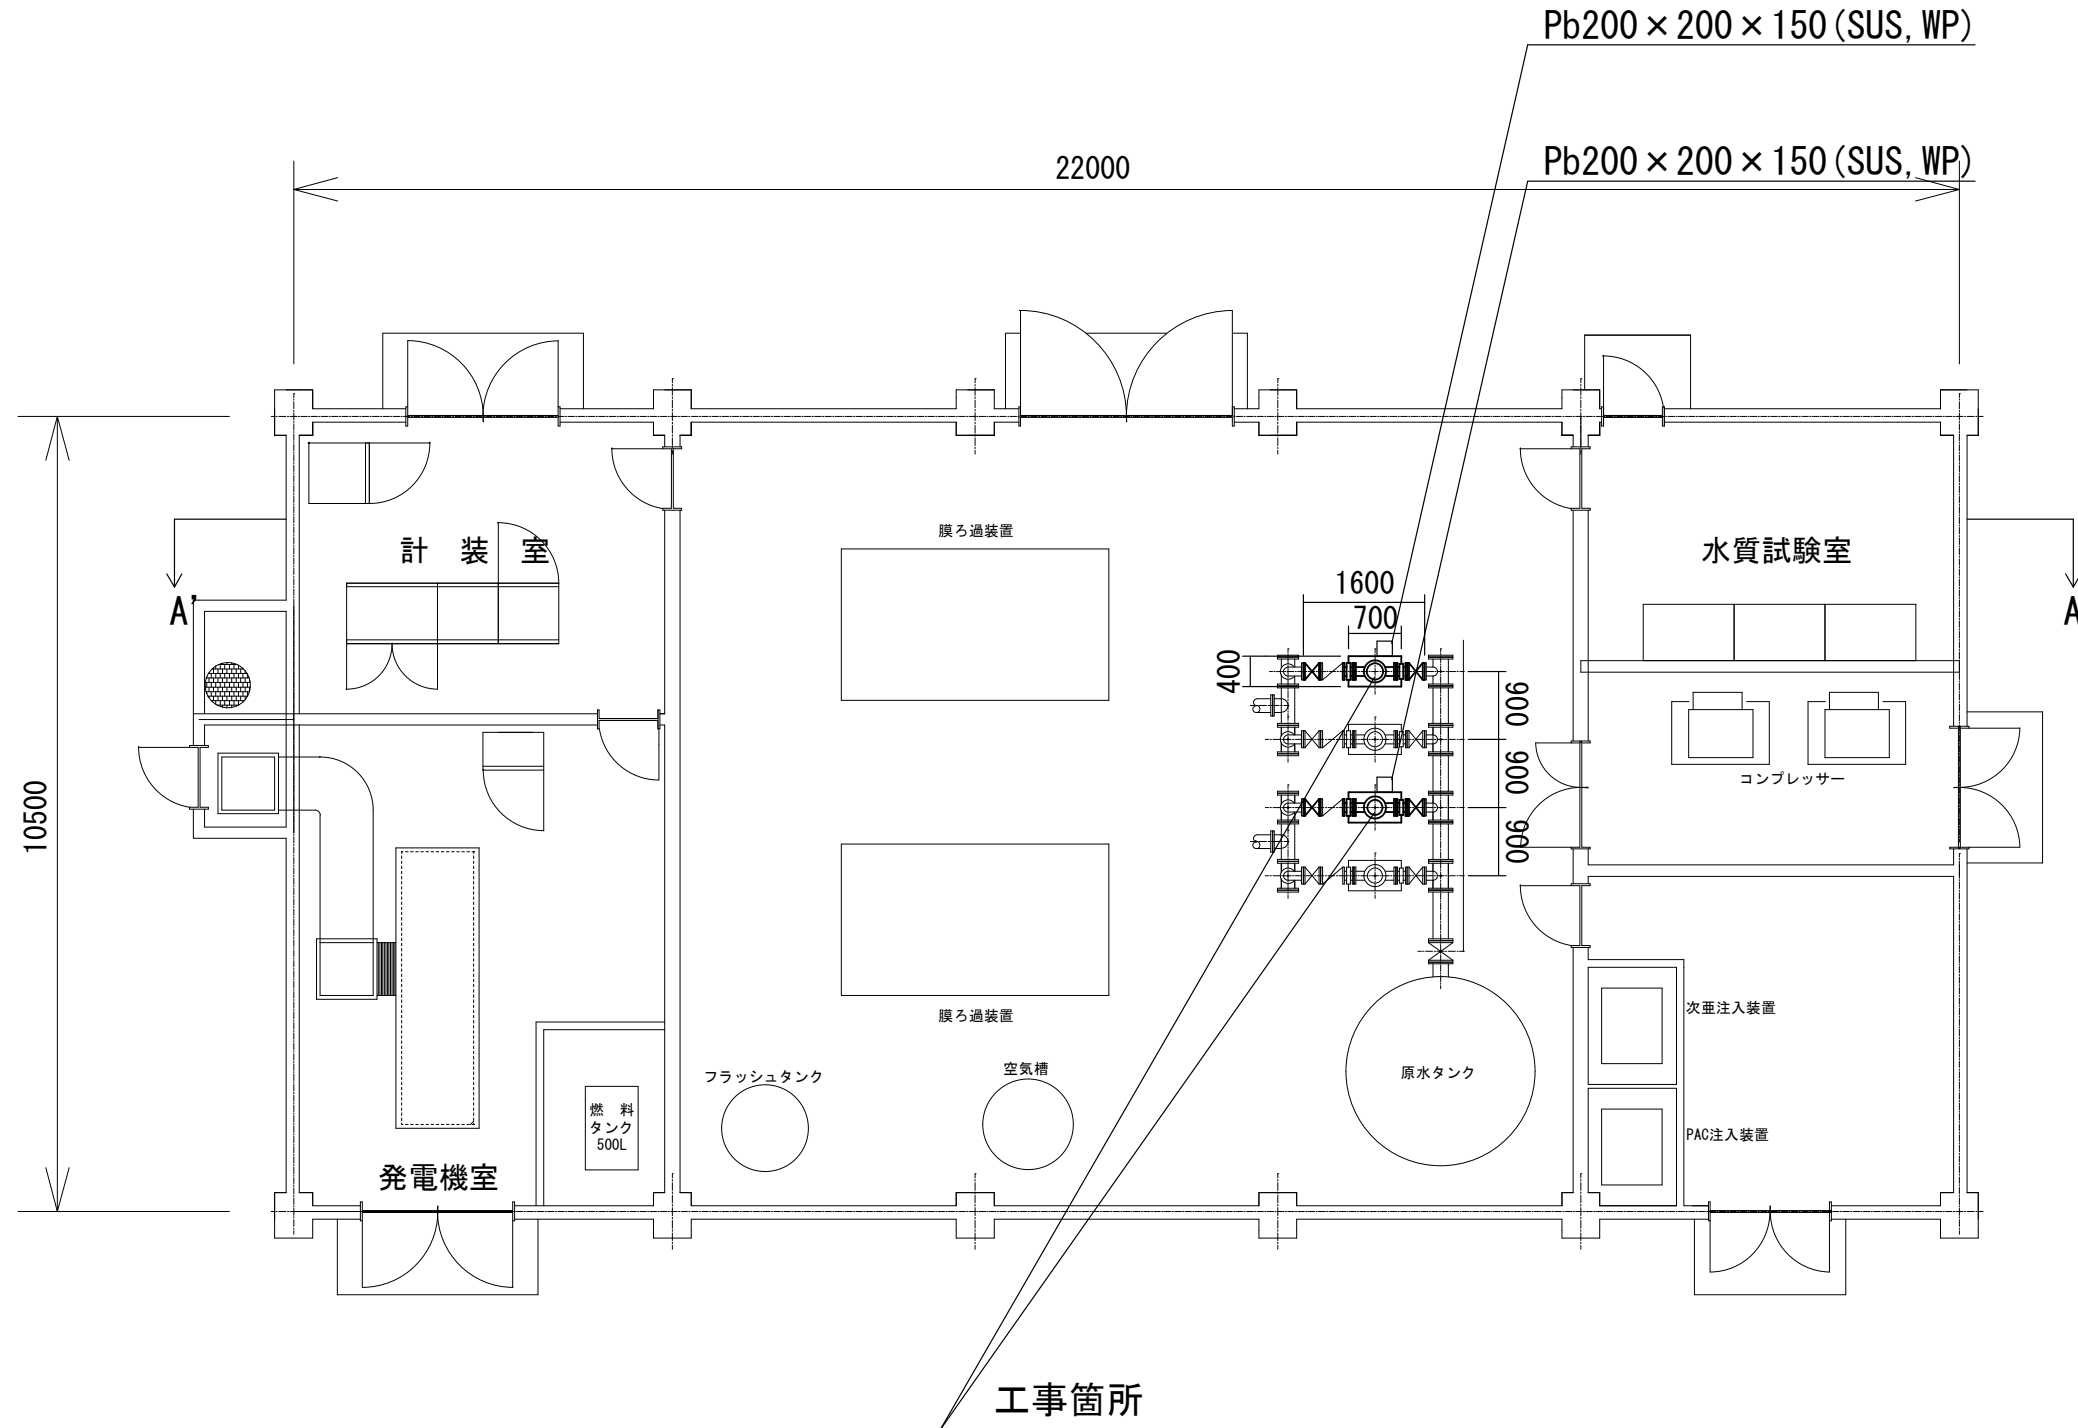 Pb200×200×150(SUS,WP)
Pb200×200×150(SUS,WP)
22000
計 装 室
膜ろ過装置
水質試験室
A'
A
1600
700
400
900
900
900
コンプレッサー
10500
膜ろ過装置
次亜注入装置
フラッシュタンク
空気槽
原水タンク
燃 料
タンク
500L
PAC注入装置
発電機室
工事箇所